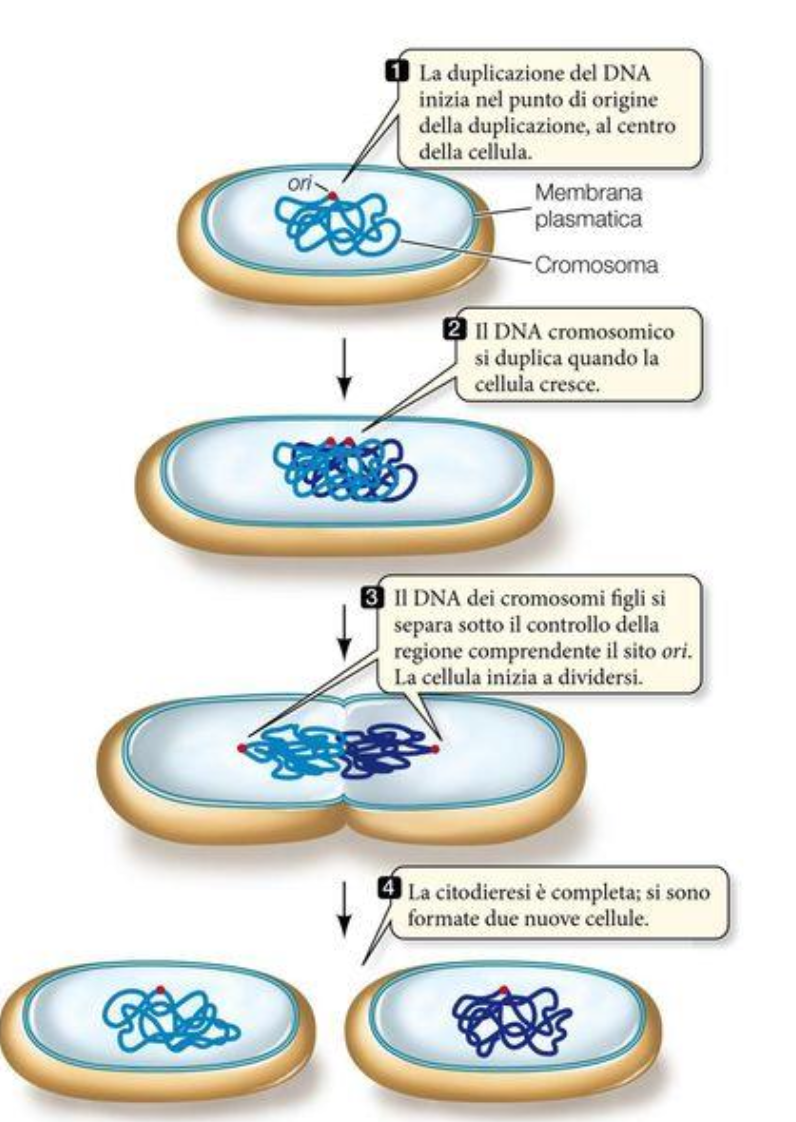 1 La duplicazione del DNA
inizia nel punto di origine
della duplicazione, al centro
della cellula.
ori
Membrana
plasmatica
Cromosoma
2 Il DNA cromosomico
si duplica quando la
cellula cresce.
3 Il DNA dei cromosomi figli si
separa sotto il controllo della
regione comprendente il sito ori.
La cellula inizia a dividersi.
4 La citodieresi è completa; si sono
formate due nuove cellule.